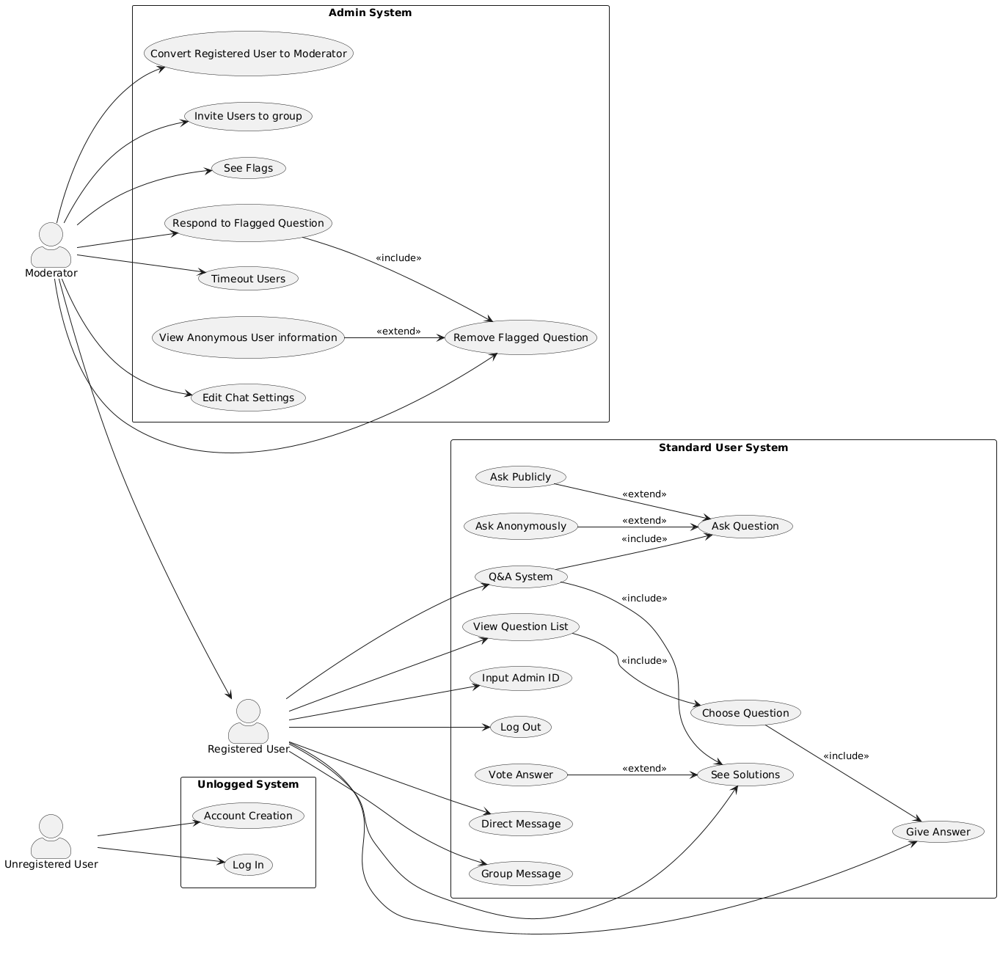 Admin System
Convert Registered User to Moderator
Invite Users to group
See Flags
Respond to Flagged Question
«include»
Moderator
Timeout Users
View Anonymous User information
«extend»
Remove Flagged Question
Edit Chat Settings
Standard User System
Ask Publicly
«extend»
Ask Anonymously
«extend»
Ask Question
«include»
Q&A System
«include»
View Question List
«include»
Input Admin ID
Choose Question
Log Out
Registered User
«include»
Vote Answer
«extend»
See Solutions
Unlogged System
Account Creation
Direct Message
Give Answer
Unregistered User
Log In
Group Message